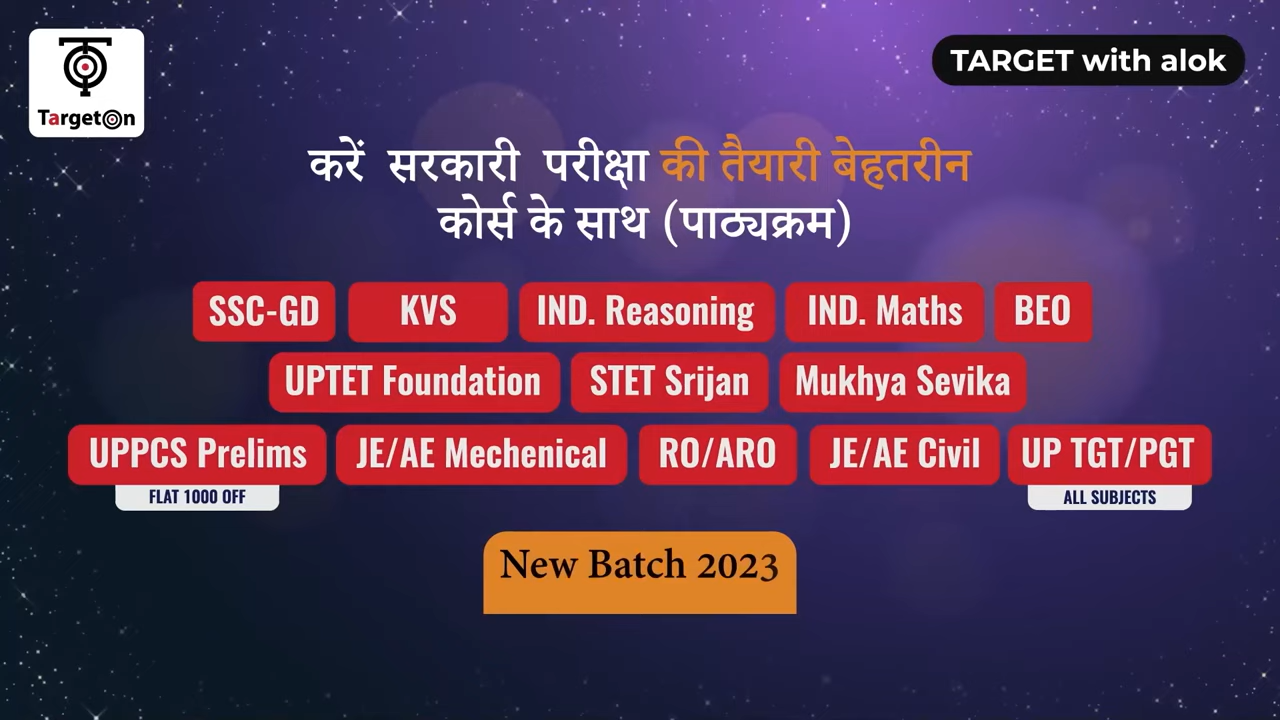 TargetOn
TARGET with alok
करें सरकारी परीक्षा की तैयारी बेहतरीन
कोर्स के साथ (पाठ्यक्रम)
SSC-GD KVS IND. Reasoning IND. Maths BEO
UPTET Foundation STET Srijan Mukhya Sevika
UPPCS Prelims JE/AE Mechenical RO/ARO JE/AE Civil UP TGT/PGT
FLAT 1000 OFF ALL SUBJECTS
New Batch 2023